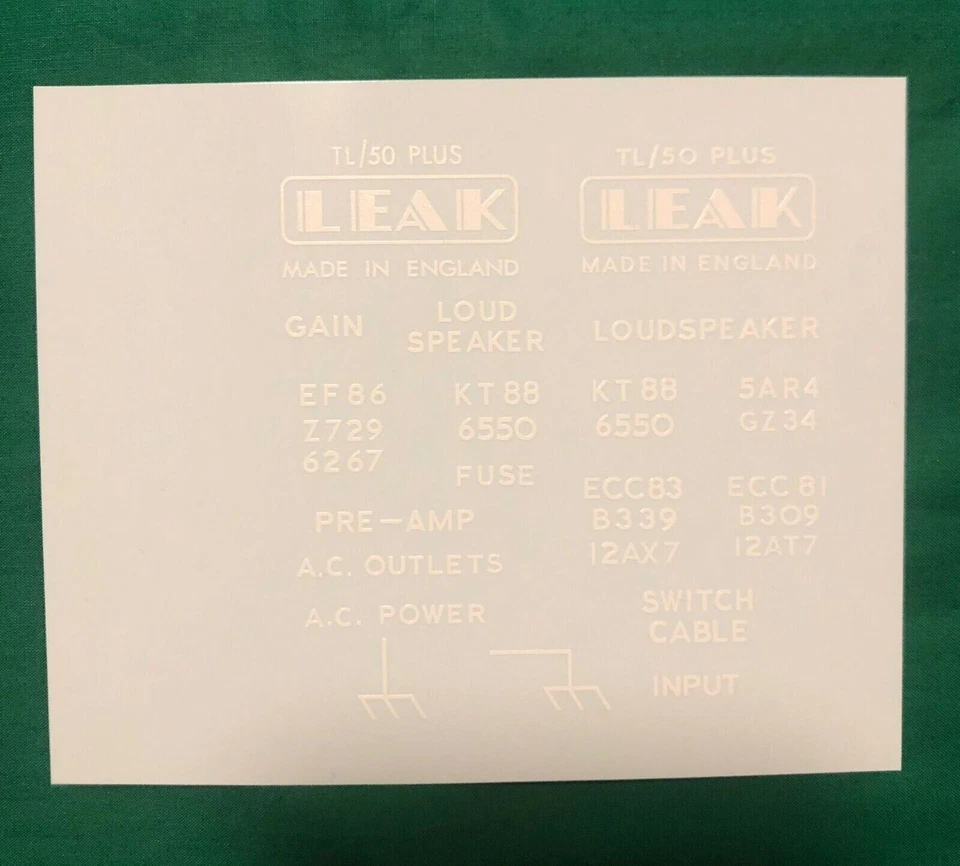 TL/50 PLUS
LEAK
MADE IN ENGLAND
TL/50 PLUS
LEAK
MADE IN ENGLAND
GAIN
LOUD
SPEAKER
LOUDSPEAKER
EF86
Z729
6267
KT88
6550
KT88
6550
5AR4
GZ34
FUSE
ECC83
B339
12AX7
ECC81
B309
12AT7
PRE-AMP
A.C. OUTLETS
A.C. POWER
SWITCH
CABLE
INPUT